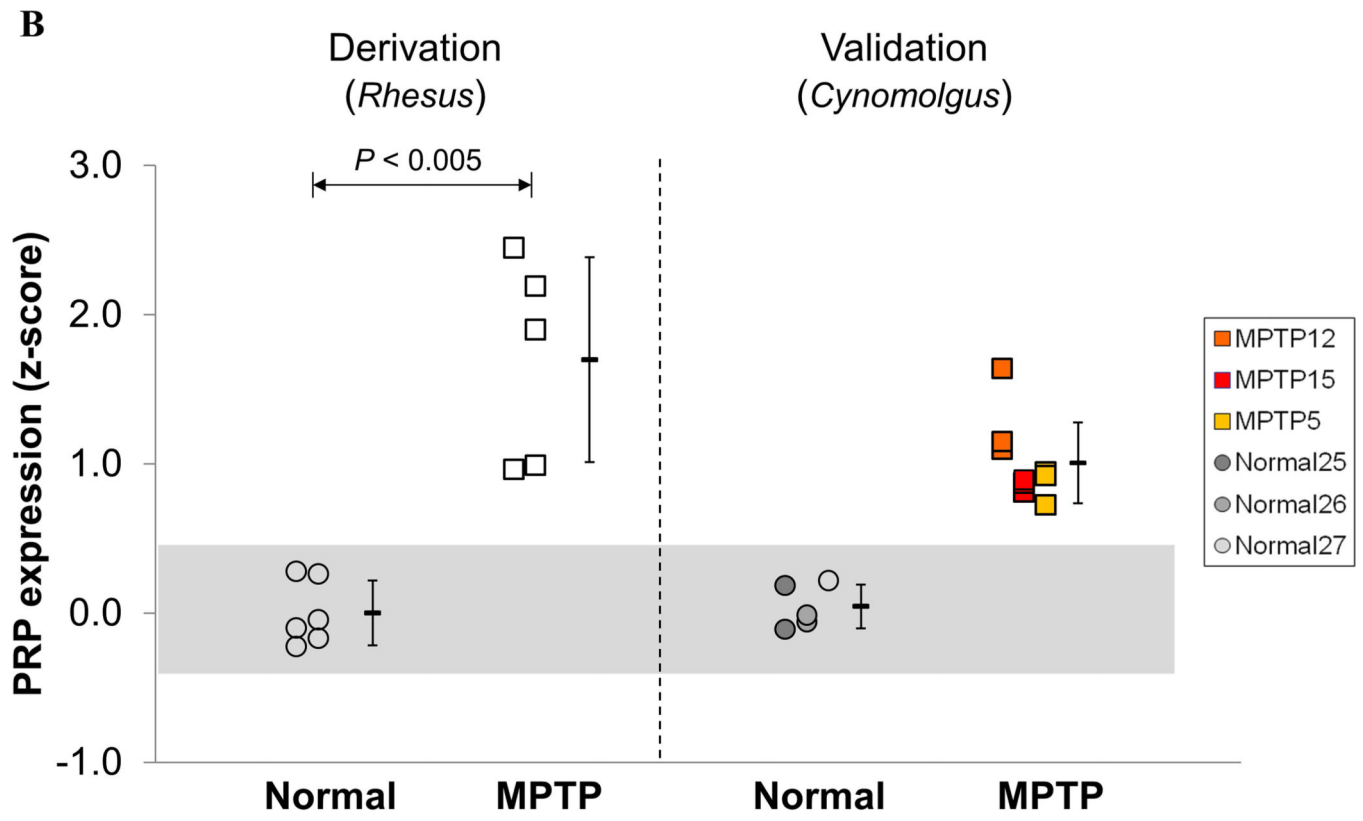 B
Derivation
(Rhesus)
Validation
(Cynomolgus)
P < 0.005
PRP expression (z-score)
3.0
2.0
1.0
0.0
-1.0
Normal
MPTP
Normal
MPTP
MPTP12
MPTP15
MPTP5
Normal25
Normal26
Normal27